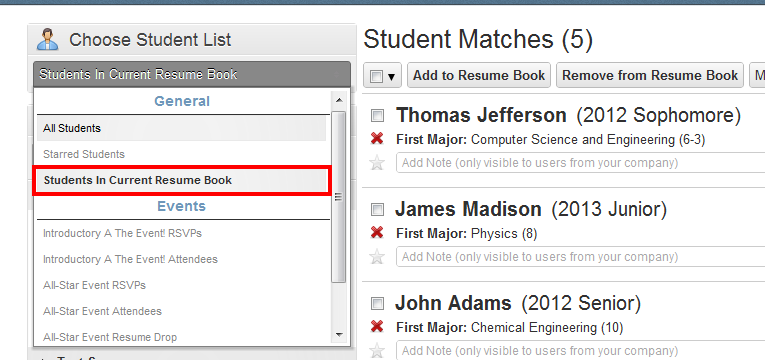 Choose Student List
Students In Current Resume Book
General
All Students
Starred Students
Students In Current Resume Book
Events
Introductory A The Event! RSVPs
Introductory A The Event! Attendees
All-Star Event RSVPs
All-Star Event Attendees
All-Star Event Resume Drop
Student Matches (5)
Add to Resume Book
Remove from Resume Book
Thomas Jefferson (2012 Sophomore)
First Major: Computer Science and Engineering (6-3)
Add Note (only visible to users from your company)
James Madison (2013 Junior)
First Major: Physics (8)
Add Note (only visible to users from your company)
John Adams (2012 Senior)
First Major: Chemical Engineering (10)
Add Note (only visible to users from your company)